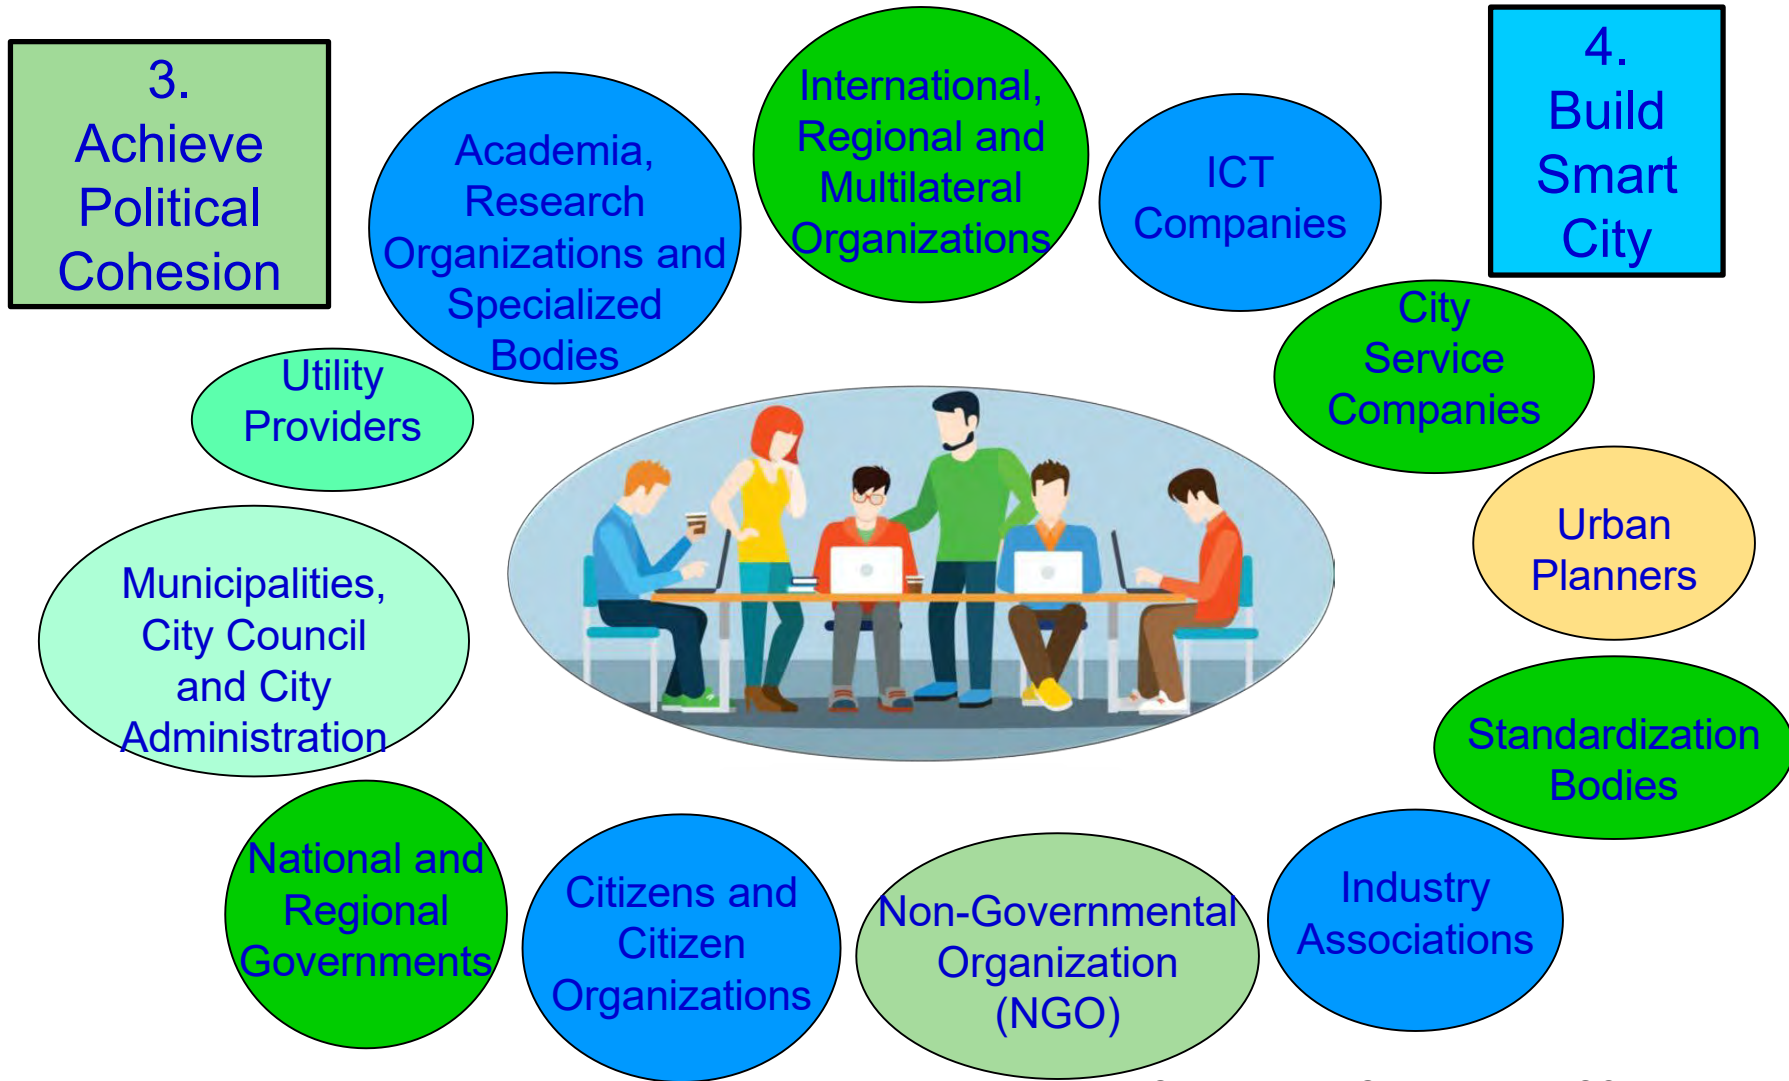 3.
Achieve
Political
Cohesion
Academia,
Research
Organizations and
Specialized
Bodies
International,
Regional and
Multilateral
Organizations
ICT
Companies
4.
Build
Smart
City
City
Service
Companies
Utility
Providers
Urban
Planners
Municipalities,
City Council
and City
Administration
Standardization
Bodies
National and
Regional
Governments
Citizens and
Citizen
Organizations
Non-Governmental
Organization
(NGO)
Industry
Associations